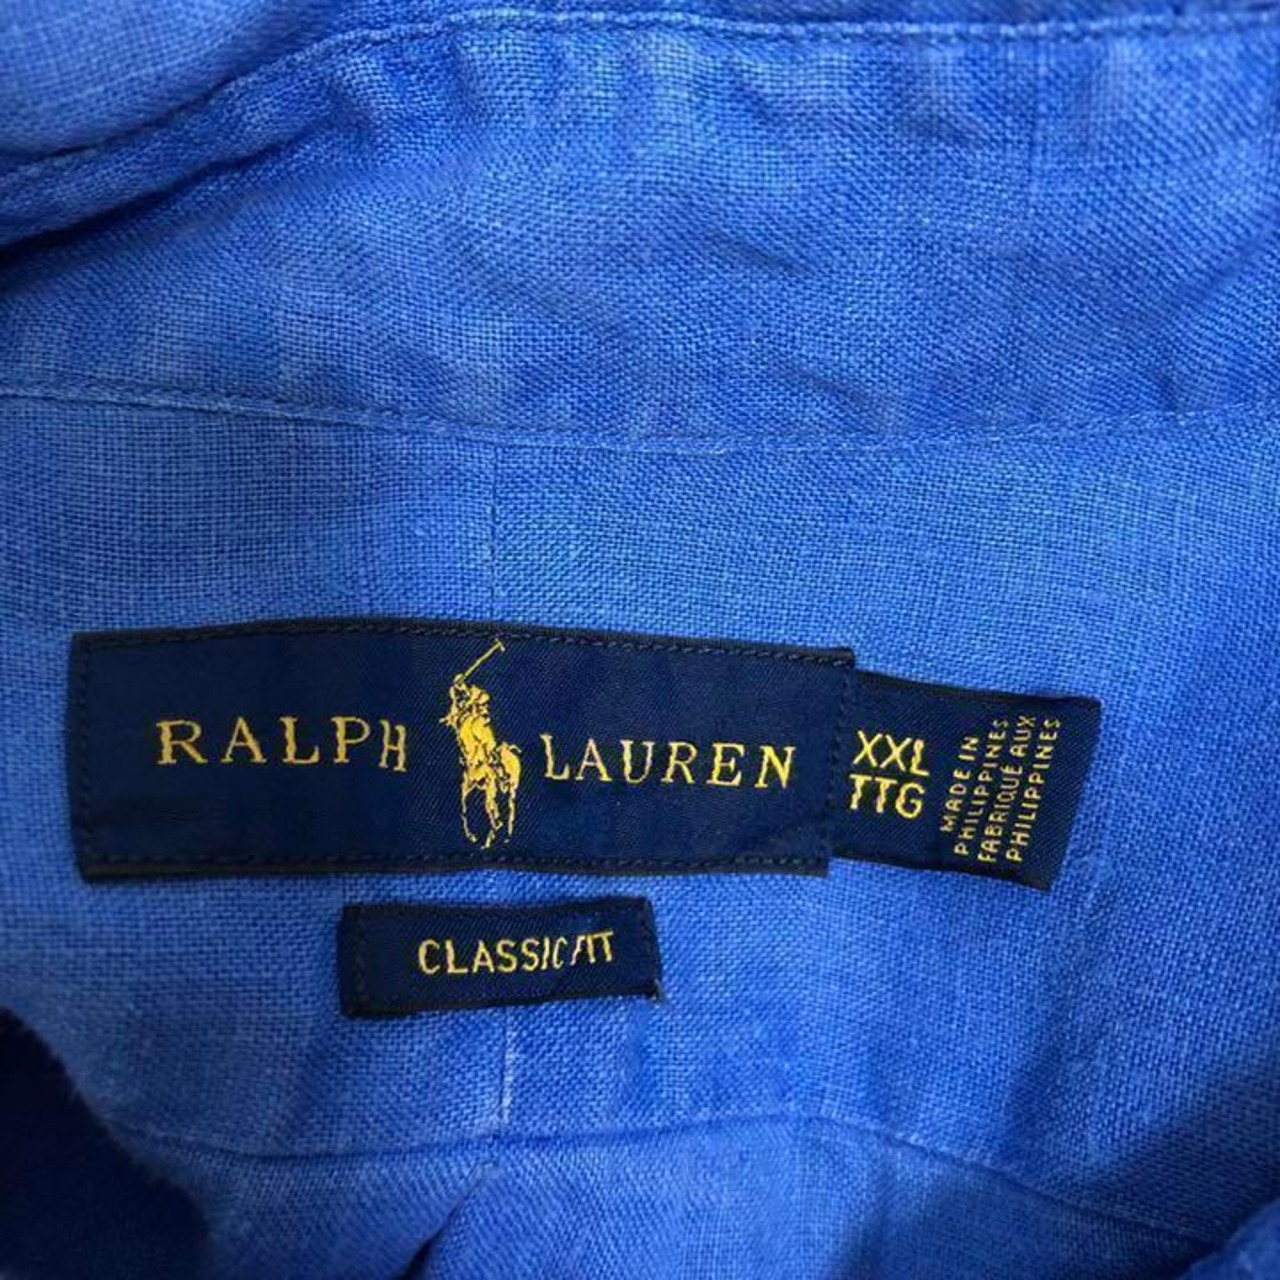 RALPH LAUREN
XXL
TTG
MADE IN
PHILIPPINES
FABRIQUÉ AUX
PHILIPPINES
CLASSIC FIT